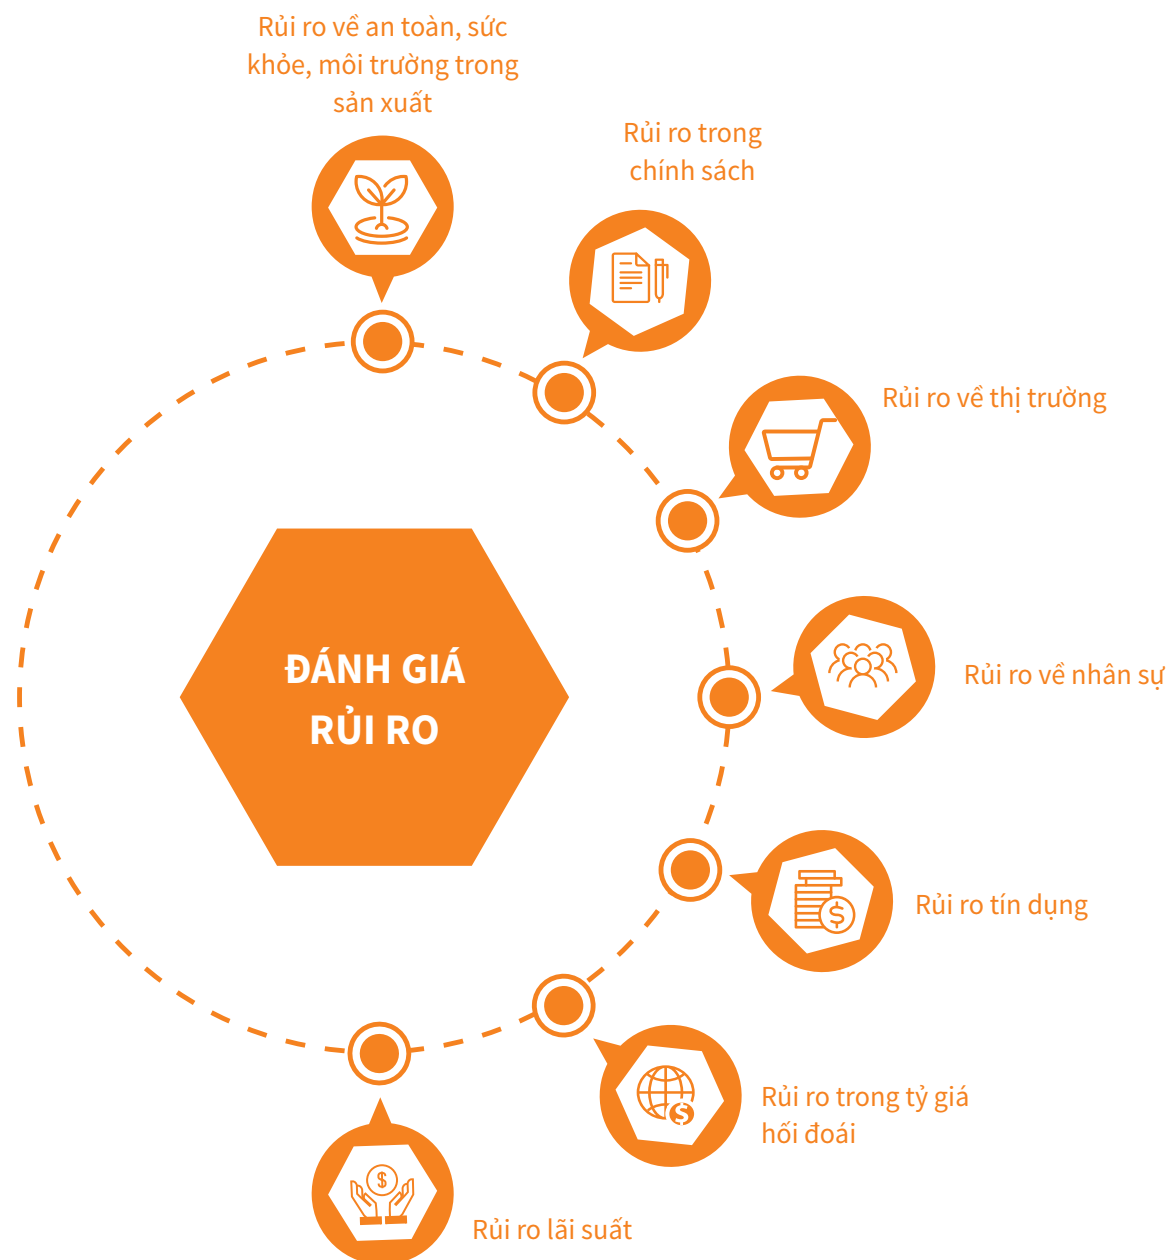 Rủi ro về an toàn, sức
khỏe, môi trường trong
sản xuất
Rủi ro trong
chính sách
Rủi ro về thị trường
ĐÁNH GIÁ
RỦI RO
Rủi ro về nhân sự
Rủi ro tín dụng
Rủi ro trong tỷ giá
hối đoái
Rủi ro lãi suất